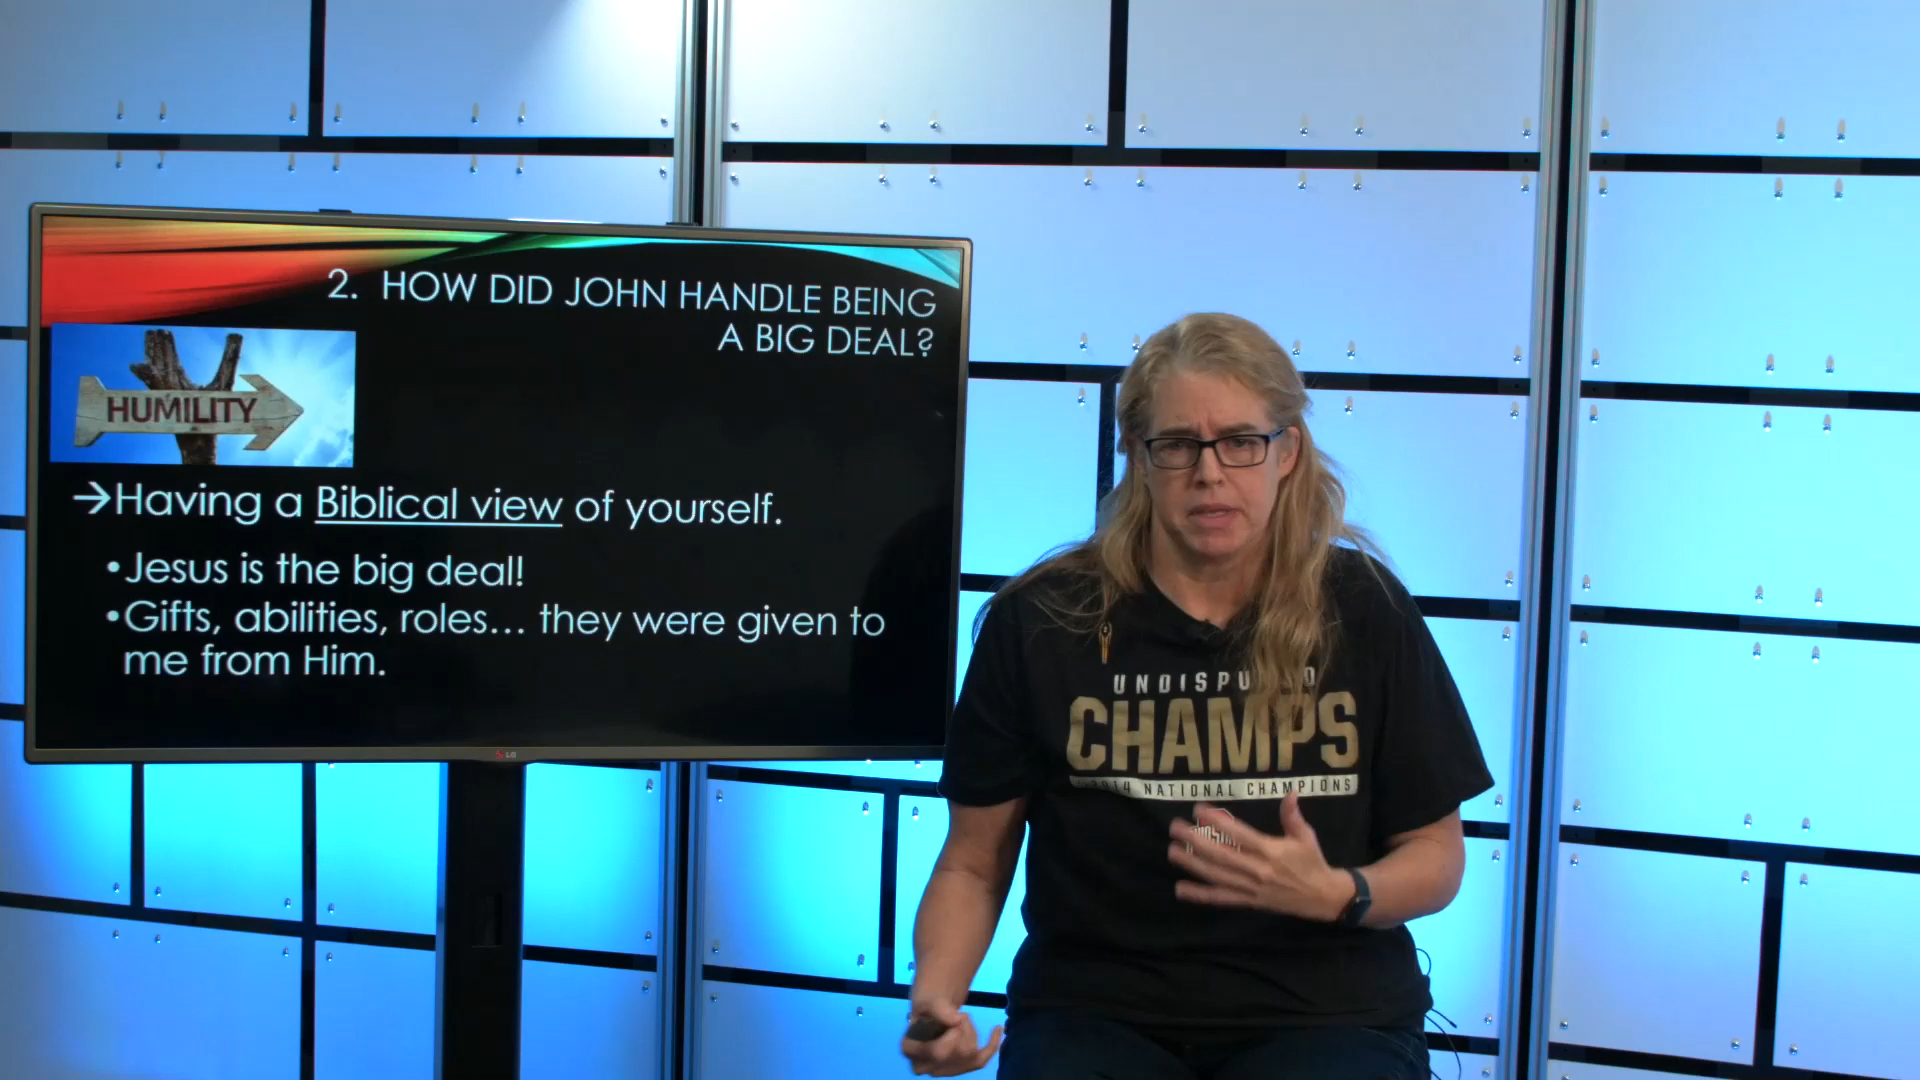 2. HOW DID JOHN HANDLE BEING
A BIG DEAL?
HUMILITY
→Having a Biblical view of yourself.
•Jesus is the big deal!
•Gifts, abilities, roles... they were given to
me from Him.
LG
CHAMPS
NATIONAL CHAMPIONS